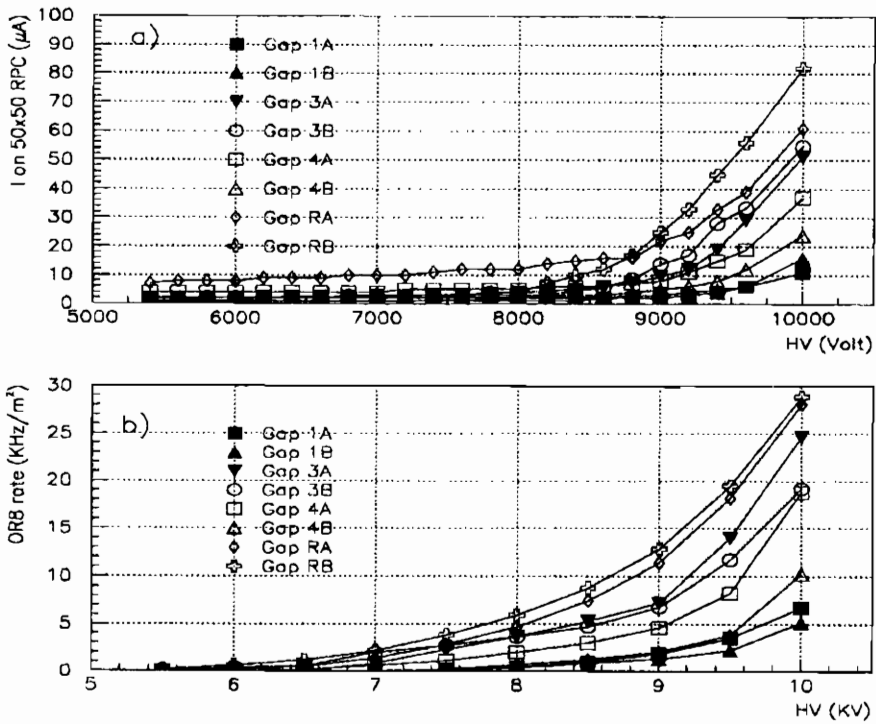 I on 50x50 RPC (μA)
100
90
80
70
60
50
40
30
20
10
0
a)
Gap 1A
Gap 1B
Gap 3A
Gap 3B
Gap 4A
Gap 4B
Gap RA
Gap RB
5000 6000 7000 8000 9000 10000
HV (Volt)
OR8 rate (KHz/m²)
30
25
20
15
10
5
0
b)
Gap 1A
Gap 1B
Gap 3A
Gap 3B
Gap 4A
Gap 4B
Gap RA
Gap RB
5 6 7 8 9 10
HV (KV)